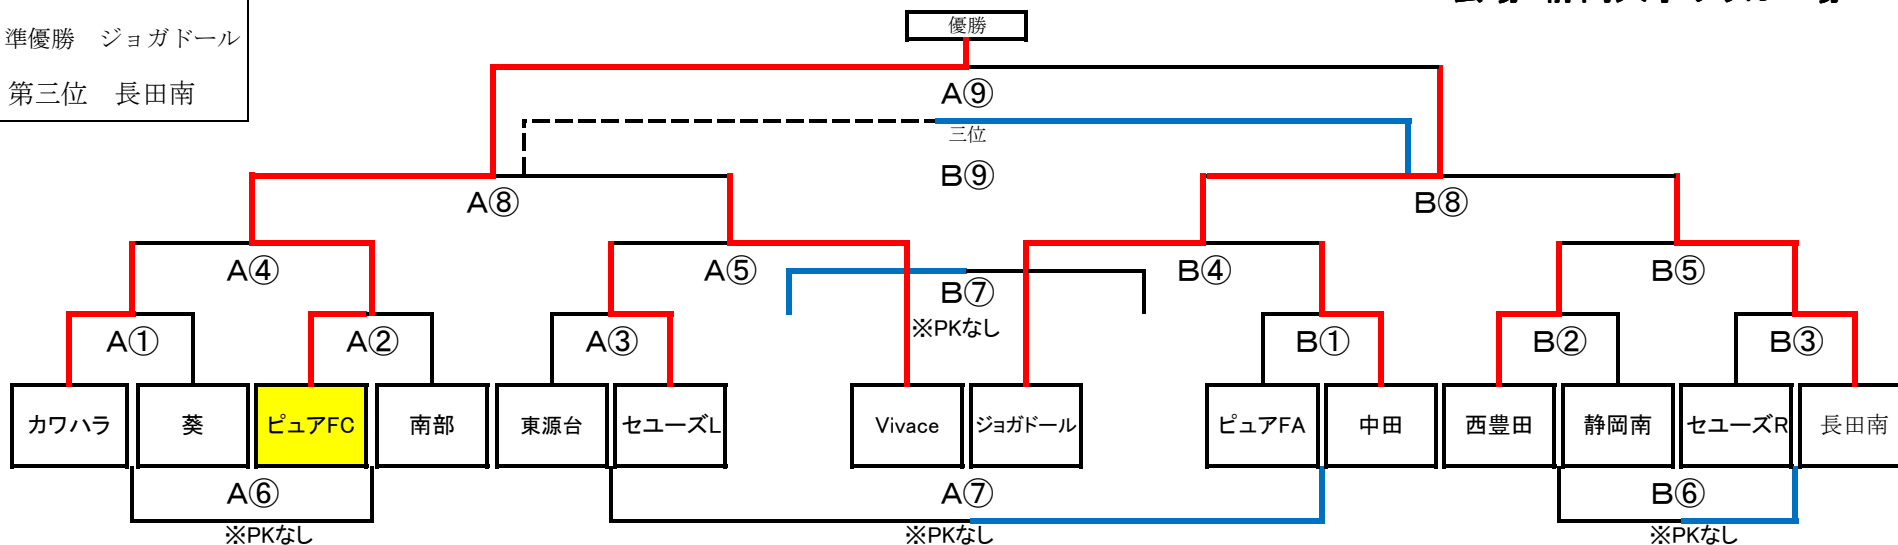 優勝
準優勝　ジョガドール
第三位　長田南
A⑨
三位
B⑨
A⑧
B⑧
A④
A⑤
B④
B⑤
B⑦
※PKなし
A①
A②
A③
B①
B②
B③
カワハラ
葵
ピュアFC
南部
東源台
セユーズL
Vivace
ジョガドール
ピュアFA
中田
西豊田
静岡南
セユーズR
長田南
A⑥
A⑦
B⑥
※PKなし
※PKなし
※PKなし